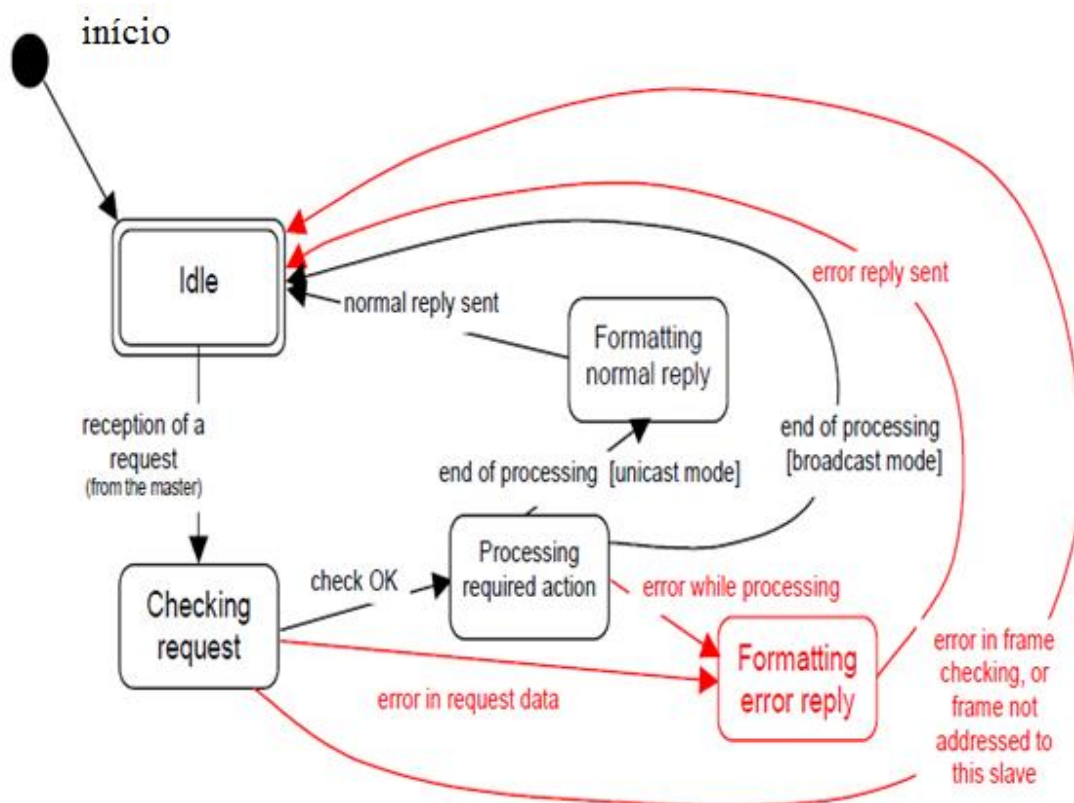 início
Idle
normal reply sent
error reply sent
Formatting
normal reply
reception of a
request
(from the master)
end of processing [unicast mode]
end of processing
[broadcast mode]
Processing
required action
check OK
Checking
request
error while processing
Formatting
error reply
error in request data
error in frame
checking, or
frame not
addressed to
this slave